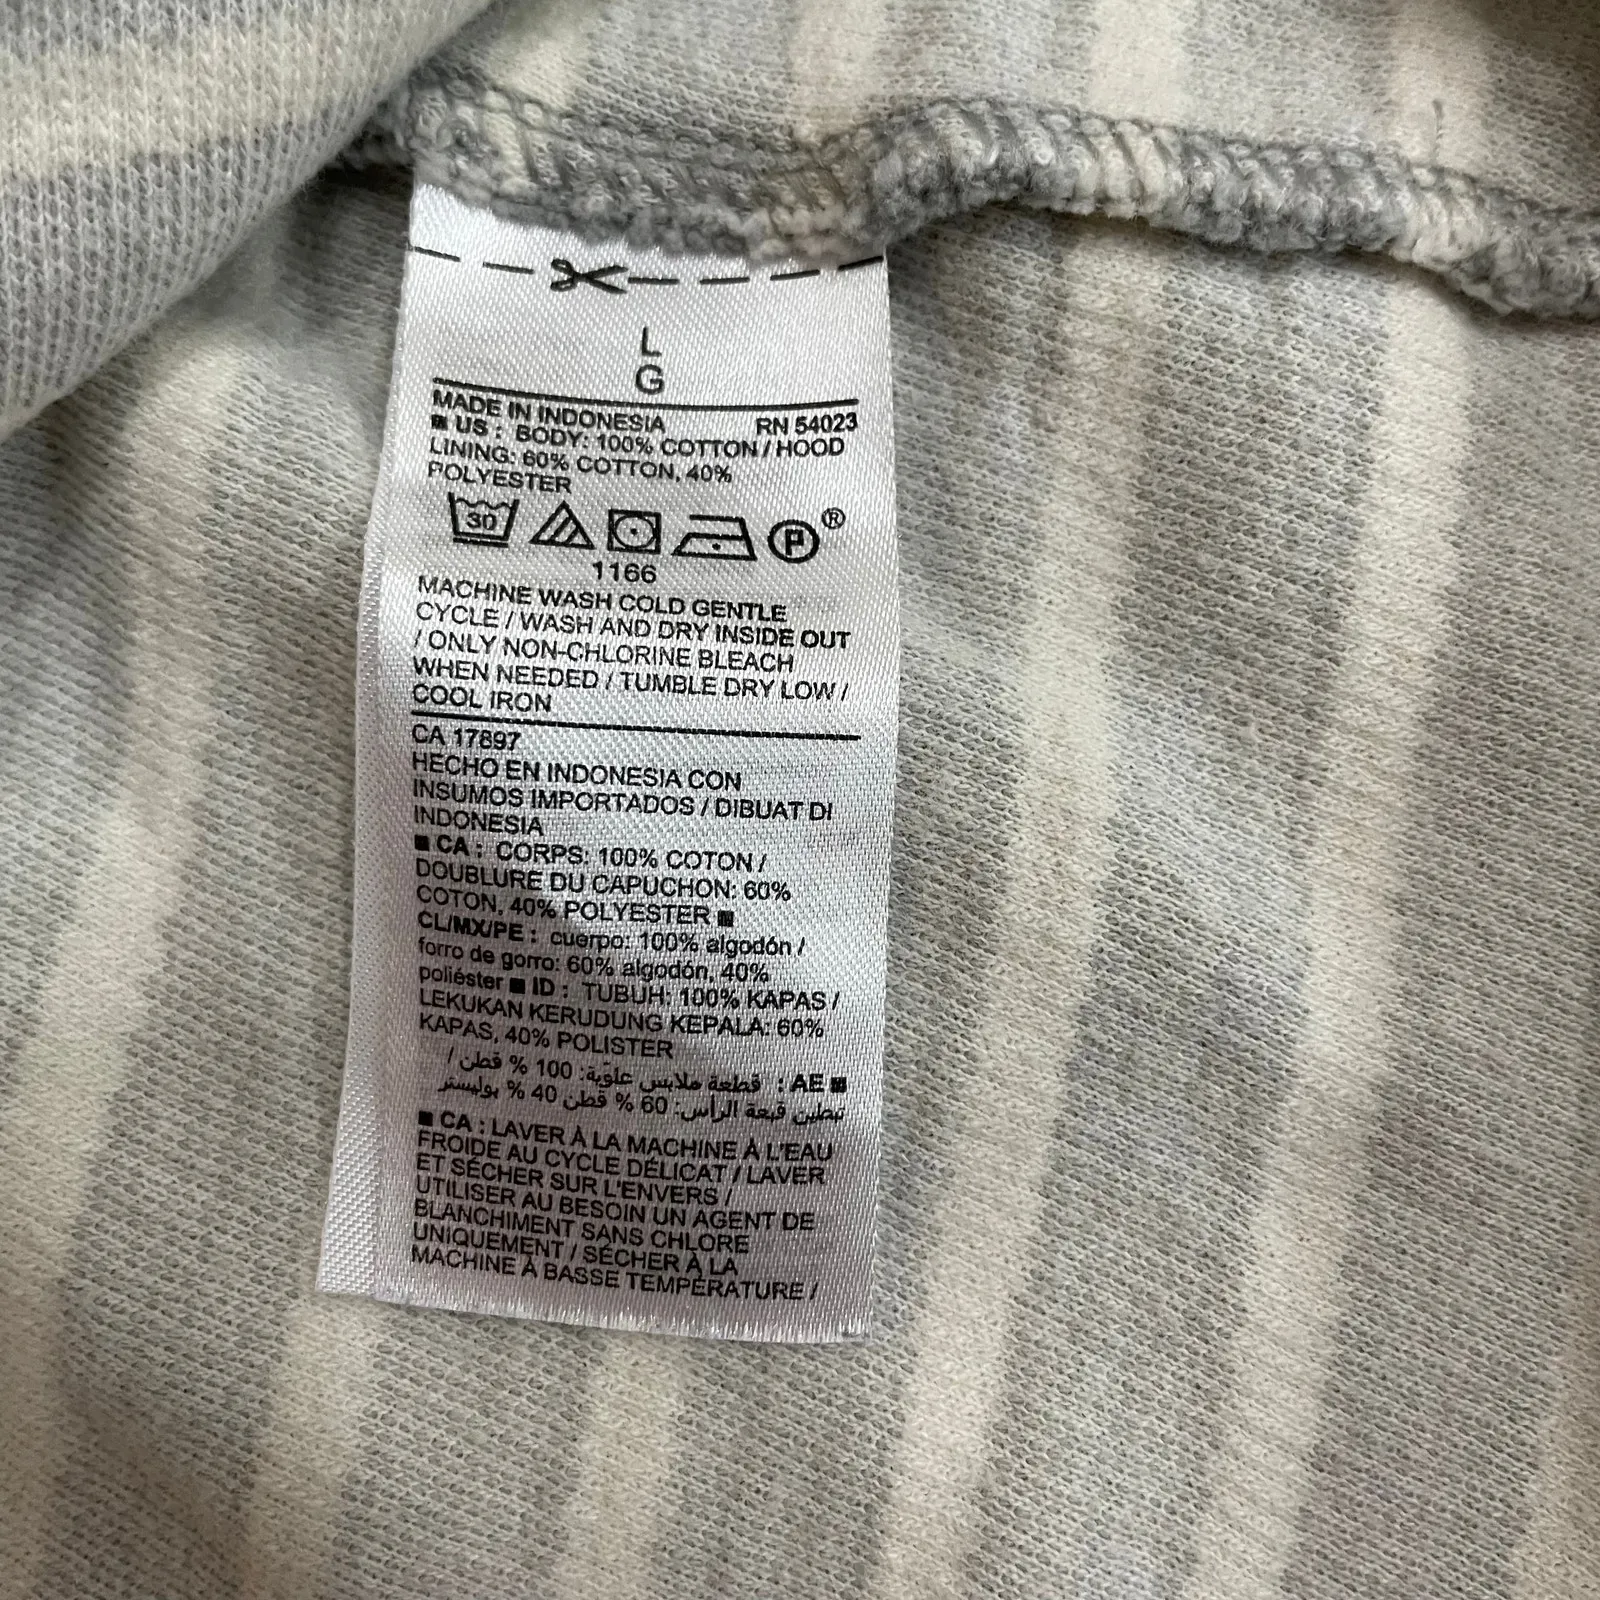 L
G
MADE IN INDONESIA RN 54023
■ US : BODY: 100% COTTON / HOOD
LINING: 60% COTTON, 40%
POLYESTER
30 P ®
1166
MACHINE WASH COLD GENTLE
CYCLE / WASH AND DRY INSIDE OUT
/ ONLY NON-CHLORINE BLEACH
WHEN NEEDED / TUMBLE DRY LOW /
COOL IRON
CA 17897
HECHO EN INDONESIA CON
INSUMOS IMPORTADOS / DIBUAT DI
INDONESIA
■ CA : CORPS: 100% COTON /
DOUBLURE DU CAPUCHON: 60%
COTON, 40% POLYESTER ■
CL/MX/PE : cuerpo: 100% algodón /
forro de gorro: 60% algodón, 40%
poliéster ■ ID : TUBUH: 100% KAPAS /
LEKUKAN KERUDUNG KEPALA: 60%
KAPAS, 40% POLISTER
■ AE : قطعة ملابس علوية: 100 % قطن /
تبطين قبعة الرأس: 60 % قطن 40 % بوليستر
■ CA : LAVER À LA MACHINE À L'EAU
FROIDE AU CYCLE DÉLICAT / LAVER
ET SÉCHER SUR L'ENVERS /
UTILISER AU BESOIN UN AGENT DE
BLANCHIMENT SANS CHLORE
UNIQUEMENT / SÉCHER À LA
MACHINE À BASSE TEMPÉRATURE /